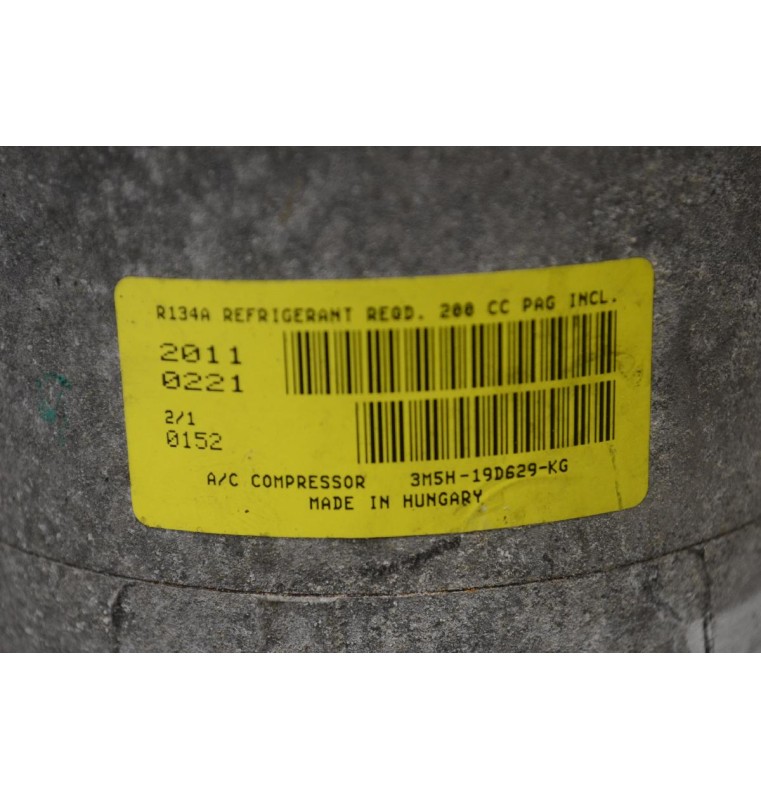 R134A REFRIGERANT REQD. 200 CC PAG INCL.
2011
0221
2/1
0152
A/C COMPRESSOR 3M5H-19D629-KG
MADE IN HUNGARY